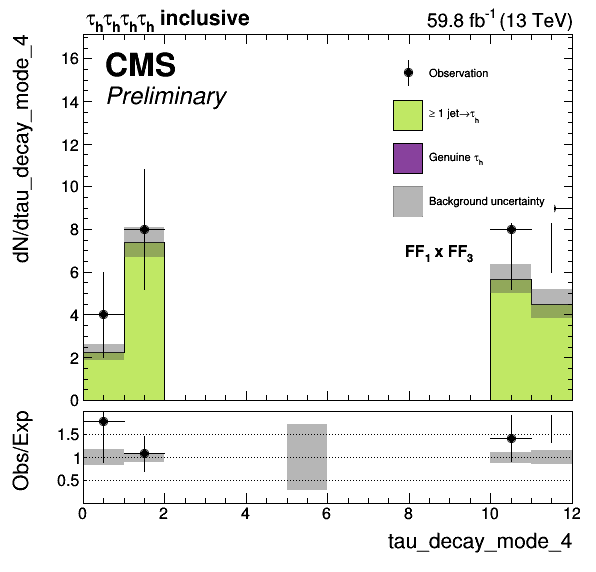 τhτhτhτh inclusive
59.8 fb-1 (13 TeV)
CMS
Preliminary
Observation
≥ 1 jet→τh
Genuine τh
Background uncertainty
FF1 x FF3
dN/dtau_decay_mode_4
16
14
12
10
8
6
4
2
0
Obs/Exp
1.5
1
0.5
0 2 4 6 8 10 12
tau_decay_mode_4